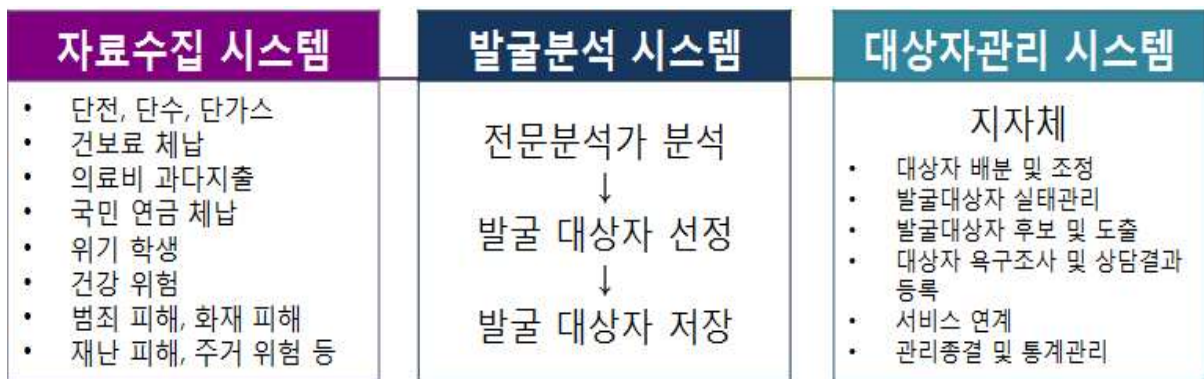 자료수집 시스템
• 단전, 단수, 단가스
• 건보료 체납
• 의료비 과다지출
• 국민 연금 체납
• 위기 학생
• 건강 위험
• 범죄 피해, 화재 피해
• 재난 피해, 주거 위험 등
발굴분석 시스템
전문분석가 분석
↓
발굴 대상자 선정
↓
발굴 대상자 저장
대상자관리 시스템
지자체
• 대상자 배분 및 조정
• 발굴대상자 실태관리
• 발굴대상자 후보 및 도출
• 대상자 욕구조사 및 상담결과
등록
• 서비스 연계
• 관리종결 및 통계관리